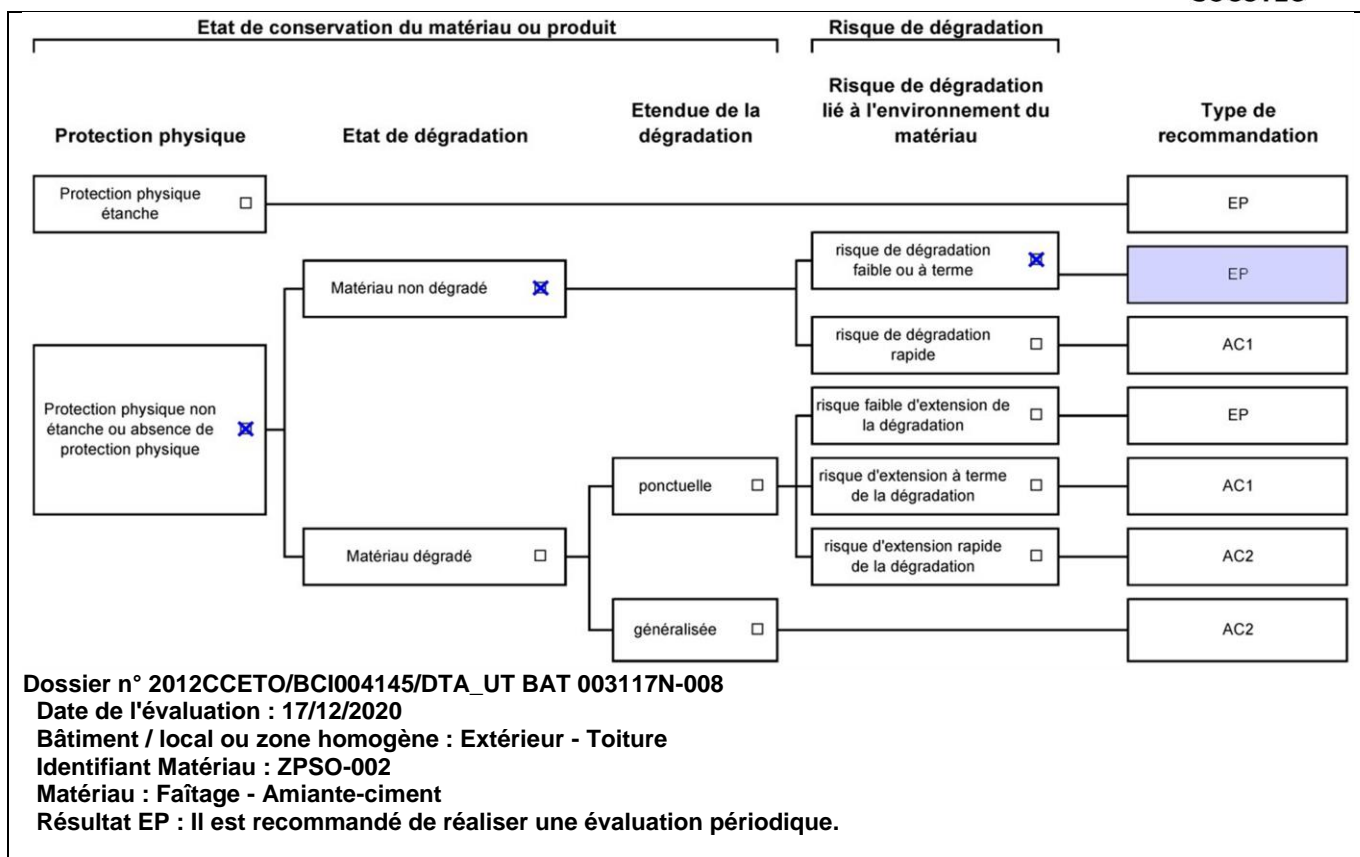 Etat de conservation du matériau ou produit
Risque de dégradation
Protection physique
Etat de dégradation
Etendue de la
dégradation
Risque de dégradation
lié à l'environnement du
matériau
Type de
recommandation
Protection physique
étanche
EP
risque de dégradation
faible ou à terme
EP
Matériau non dégradé
risque de dégradation
rapide
AC1
Protection physique non
étanche ou absence de
protection physique
risque faible d'extension de
la dégradation
EP
ponctuelle
risque d'extension à terme
de la dégradation
AC1
Matériau dégradé
risque d'extension rapide
de la dégradation
AC2
généralisée
AC2
Dossier n° 2012CCETO/BCI004145/DTA_UT BAT 003117N-008
Date de l'évaluation : 17/12/2020
Bâtiment / local ou zone homogène : Extérieur - Toiture
Identifiant Matériau : ZPSO-002
Matériau : Faîtage - Amiante-ciment
Résultat EP : Il est recommandé de réaliser une évaluation périodique.